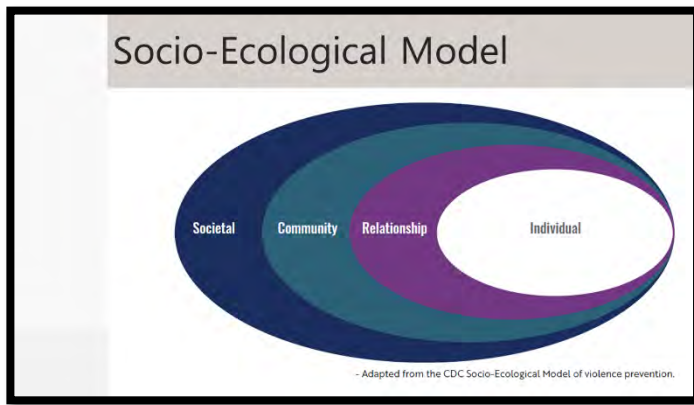 Socio-Ecological Model
Societal Community Relationship Individual
- Adapted from the CDC Socio-Ecological Model of violence prevention.